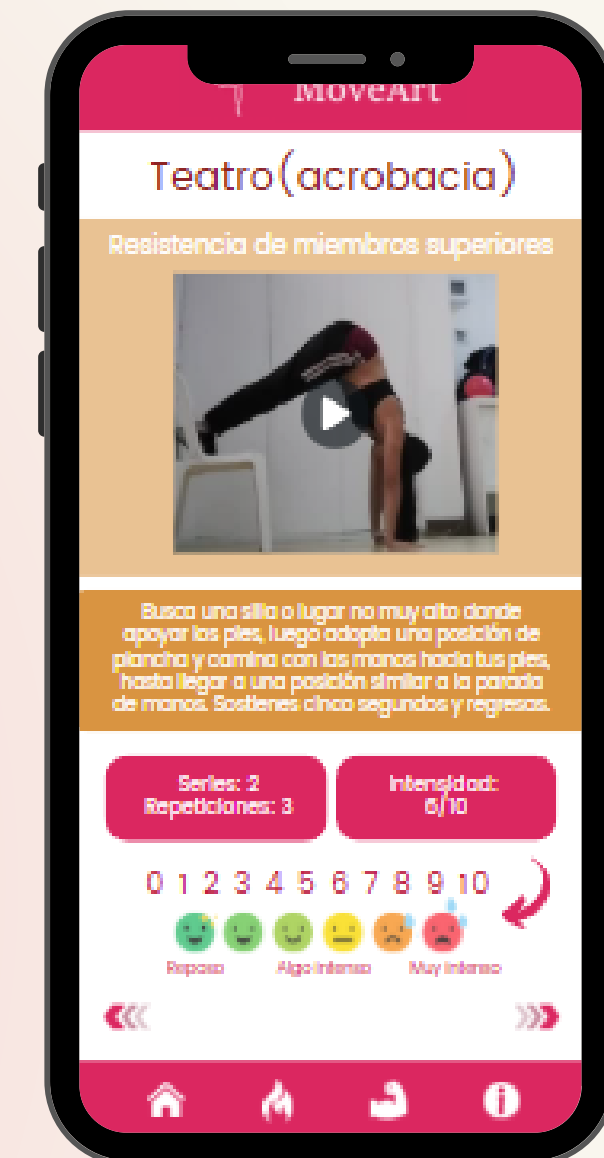 MoveArt
Teatro(acrobacia)
Resistencia de miembros superiores
Busca una silla o lugar no muy alto donde
apoyar los pies, luego adopta una posición de
plancha y camina con las manos hacia tus pies,
hasta llegar a una posición similar a la parada
de manos. Sostienes cinco segundos y regresas.
Series: 2
Repeticiones: 3
Intensidad:
6/10
0 1 2 3 4 5 6 7 8 9 10
Reposo Algo intenso Muy intenso